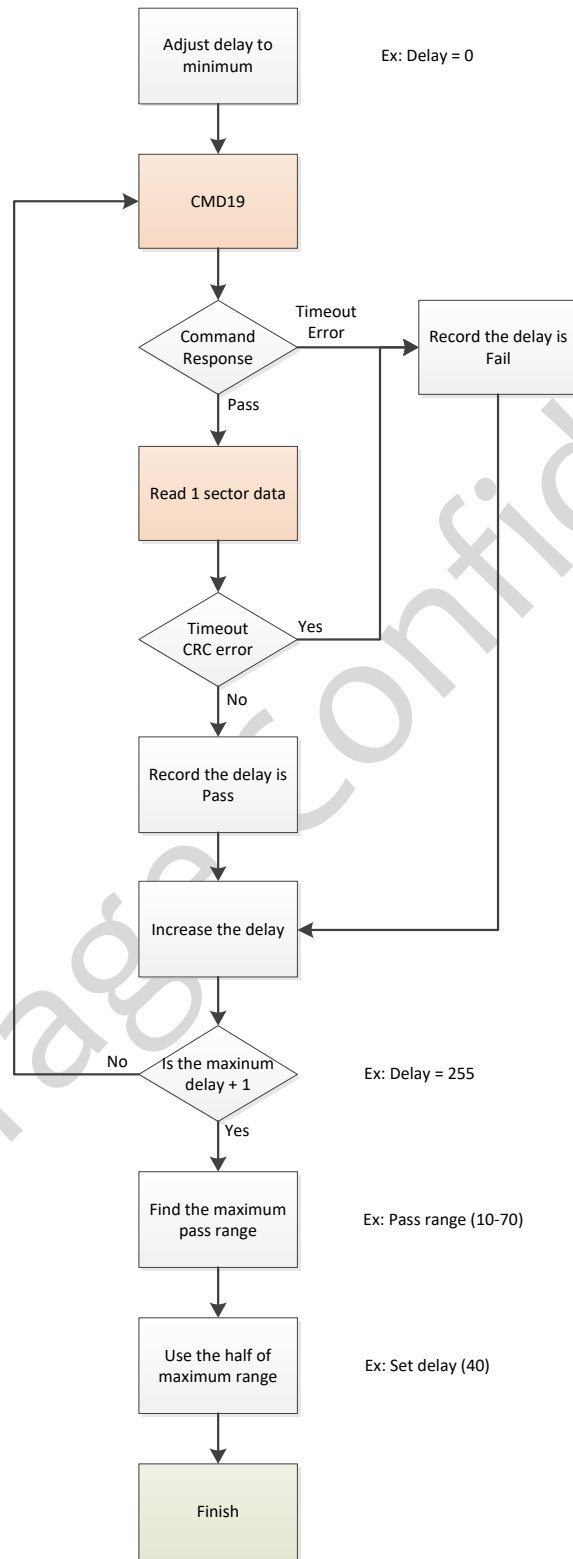 Adjust delay to
minimum
Ex: Delay = 0
CMD19
Command
Response
Timeout
Error
Record the delay is
Fail
Pass
Read 1 sector data
Timeout
CRC error
Yes
No
Record the delay is
Pass
Increase the delay
Is the maxinum
delay + 1
No
Ex: Delay = 255
Yes
Find the maximum
pass range
Ex: Pass range (10-70)
Use the half of
maximum range
Ex: Set delay (40)
Finish